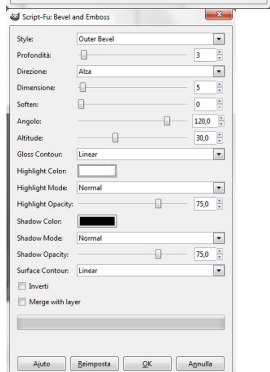 Script-Fu: Bevel and Emboss
Style: Outer Bevel
Profondità: 3
Direzione: Alza
Dimensione: 5
Soften: 0
Angolo: 120,0
Altitude: 30,0
Gloss Contour: Linear
Highlight Color:
Highlight Mode: Normal
Highlight Opacity: 75,0
Shadow Color:
Shadow Mode: Normal
Shadow Opacity: 75,0
Surface Contour: Linear
Inverti
Merge with layer
Aiuto Reimposta OK Annulla